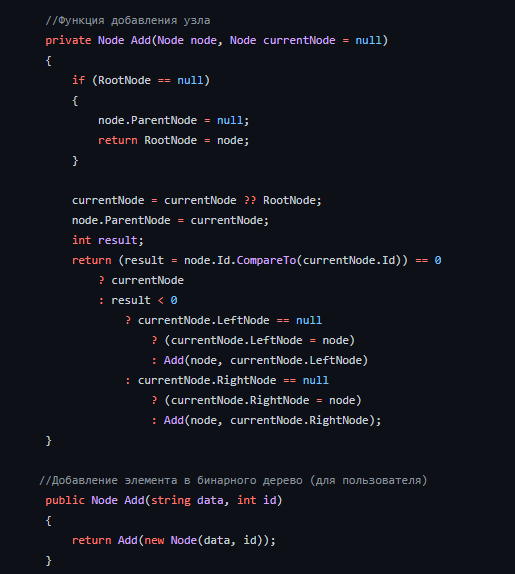 //Функция добавления узла
private Node Add(Node node, Node currentNode = null)
{
if (RootNode == null)
{
node.ParentNode = null;
return RootNode = node;
}
currentNode = currentNode ?? RootNode;
node.ParentNode = currentNode;
int result;
return (result = node.Id.CompareTo(currentNode.Id)) == 0
? currentNode
: result < 0
? currentNode.LeftNode == null
? (currentNode.LeftNode = node)
: Add(node, currentNode.LeftNode)
: currentNode.RightNode == null
? (currentNode.RightNode = node)
: Add(node, currentNode.RightNode);
}
//Добавление элемента в бинарного дерево (для пользователя)
public Node Add(string data, int id)
{
return Add(new Node(data, id));
}